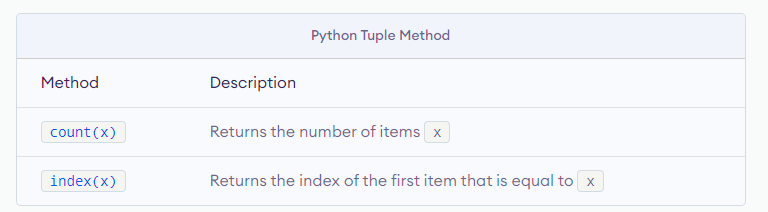 Python Tuple Method
Method Description
count(x) Returns the number of items x
index(x) Returns the index of the first item that is equal to x